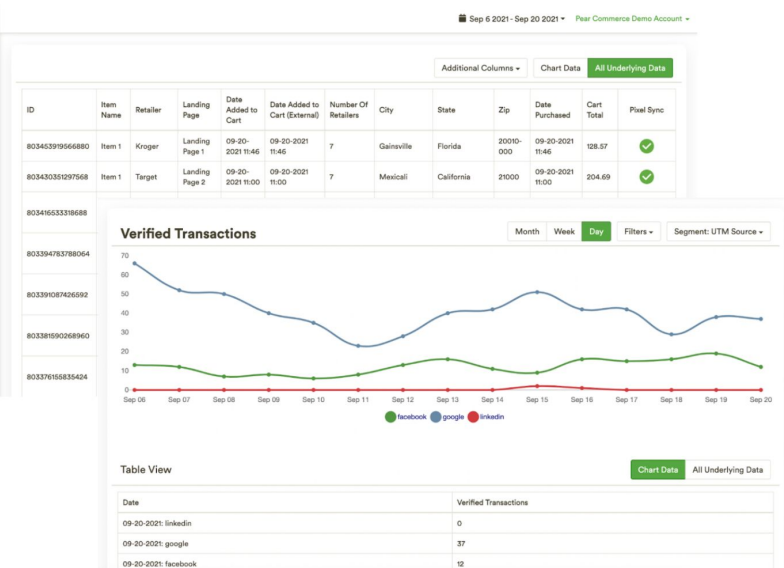 Sep 6 2021 - Sep 20 2021 Pear Commerce Demo Account
Additional Columns Chart Data All Underlying Data
ID Item Name Retailer Landing Page Date Added to Cart Date Added to Cart (External) Number Of Retailers City State Zip Date Purchased Cart Total Pixel Sync
803453919566880 Item 1 Kroger Landing Page 1 09-20-2021 11:46 09-20-2021 11:46 7 Gainsville Florida 20010-000 09-20-2021 11:46 128.57
803430351297568 Item 1 Target Landing Page 2 09-20-2021 11:00 09-20-2021 11:00 7 Mexicali California 21000 09-20-2021 11:00 204.69
803416533318688
803394783788064
803391087426592
803381590268960
803376155835424
Verified Transactions Month Week Day Filters Segment: UTM Source
70
60
50
40
30
20
10
0
Sep 06 Sep 07 Sep 08 Sep 09 Sep 10 Sep 11 Sep 12 Sep 13 Sep 14 Sep 15 Sep 16 Sep 17 Sep 18 Sep 19 Sep 20
facebook google linkedin
Table View Chart Data All Underlying Data
Date Verified Transactions
09-20-2021: linkedin 0
09-20-2021: google 37
09-20-2021: facebook 12